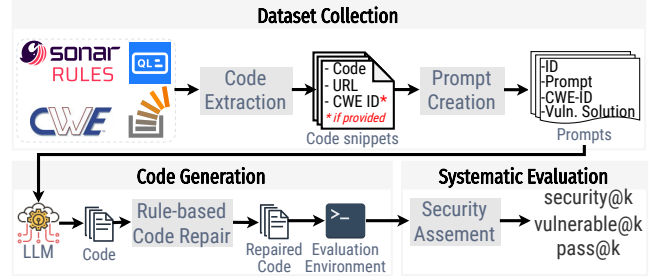 Dataset Collection
sonar
RULES
QL
CWE
Code
Extraction
- Code
- URL
- CWE ID*
* if provided
Code snippets
Prompt
Creation
-ID
-Prompt
-CWE-ID
-Vuln. Solution
Prompts
Code Generation
LLM
Code
Rule-based
Code Repair
Repaired
Code
>_
Evaluation
Environment
Systematic Evaluation
Security
Assement
security@k
vulnerable@k
pass@k